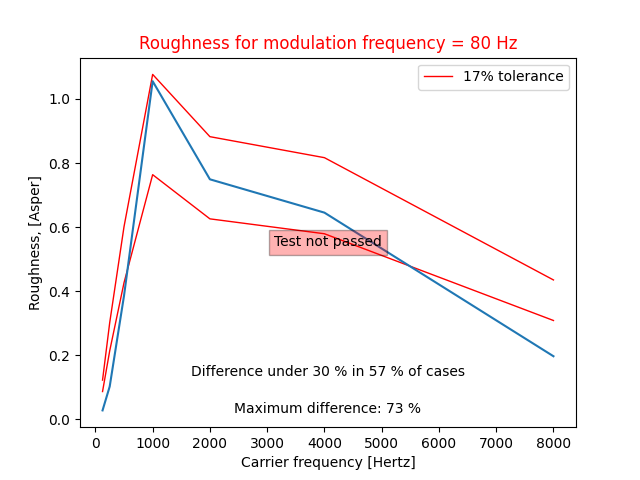 Roughness for modulation frequency = 80 Hz
17% tolerance
1.0
0.8
0.6
0.4
0.2
0.0
Roughness, [Asper]
Test not passed
Difference under 30 % in 57 % of cases
Maximum difference: 73 %
0 1000 2000 3000 4000 5000 6000 7000 8000
Carrier frequency [Hertz]